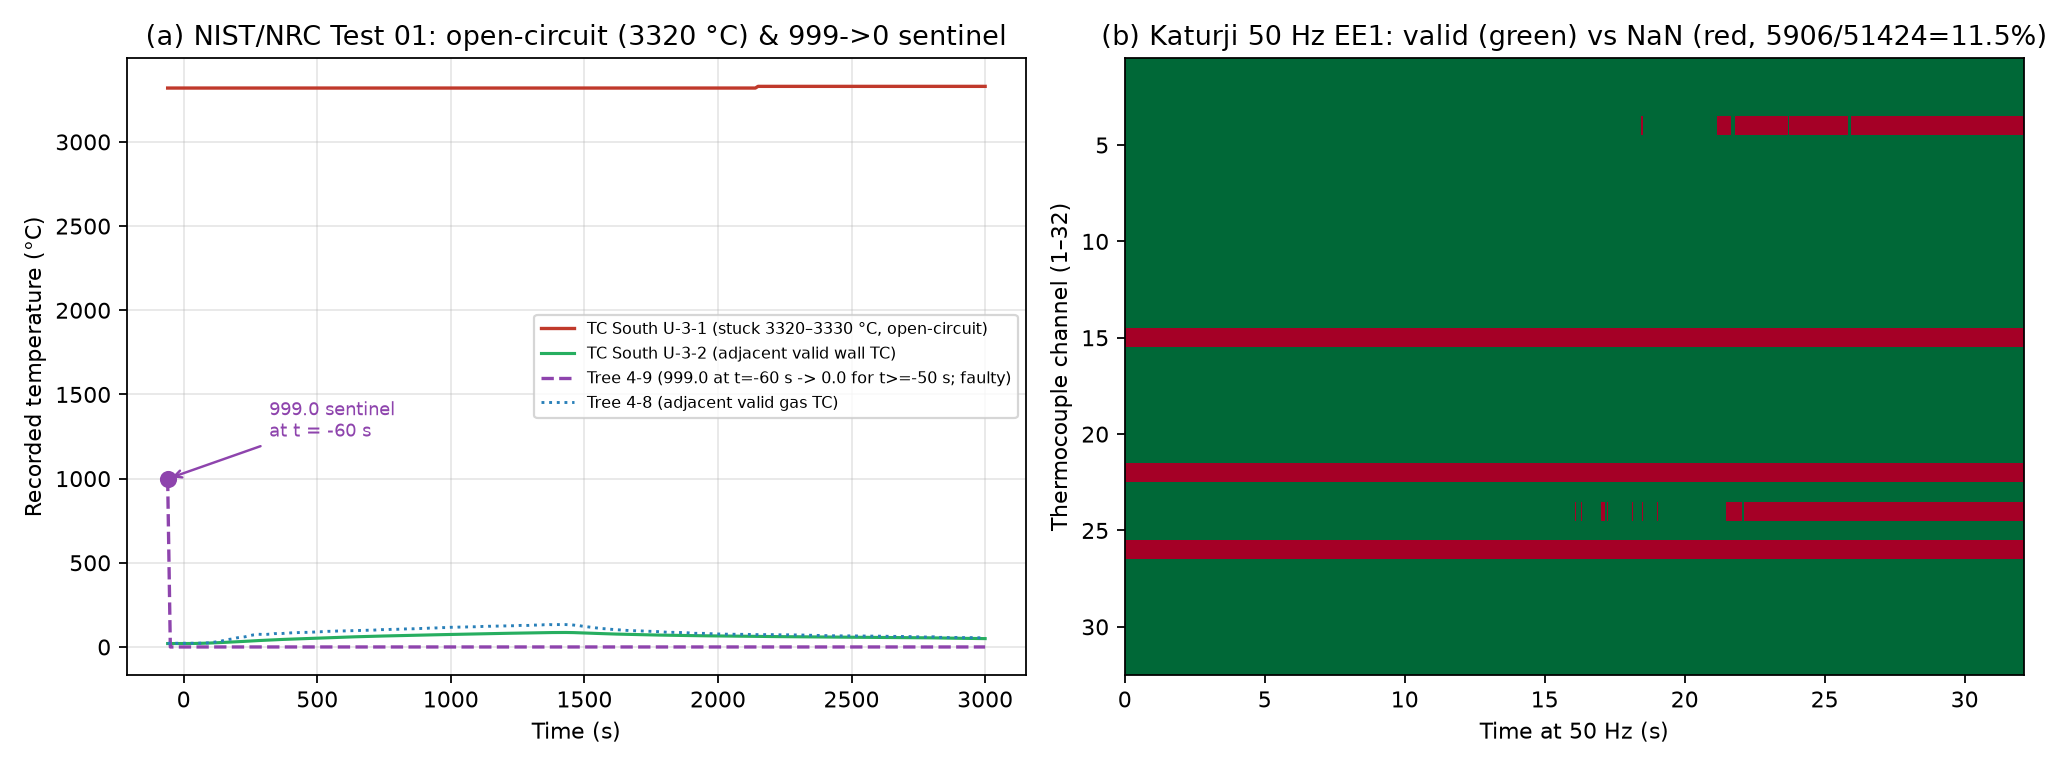 (a) NIST/NRC Test 01: open-circuit (3320 °C) & 999->0 sentinel
Recorded temperature (°C)
3000
2500
2000
1500
1000
500
0
TC South U-3-1 (stuck 3320–3330 °C, open-circuit)
TC South U-3-2 (adjacent valid wall TC)
Tree 4-9 (999.0 at t=-60 s -> 0.0 for t>=-50 s; faulty)
Tree 4-8 (adjacent valid gas TC)
999.0 sentinel
at t = -60 s
0
500
1000
1500
2000
2500
3000
Time (s)
(b) Katurji 50 Hz EE1: valid (green) vs NaN (red, 5906/51424=11.5%)
Thermocouple channel (1–32)
5
10
15
20
25
30
0
5
10
15
20
25
30
Time at 50 Hz (s)